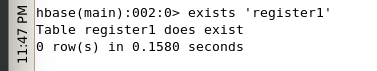 11:47 PM
hbase(main):002:0> exists 'register1'
Table register1 does exist
0 row(s) in 0.1580 seconds